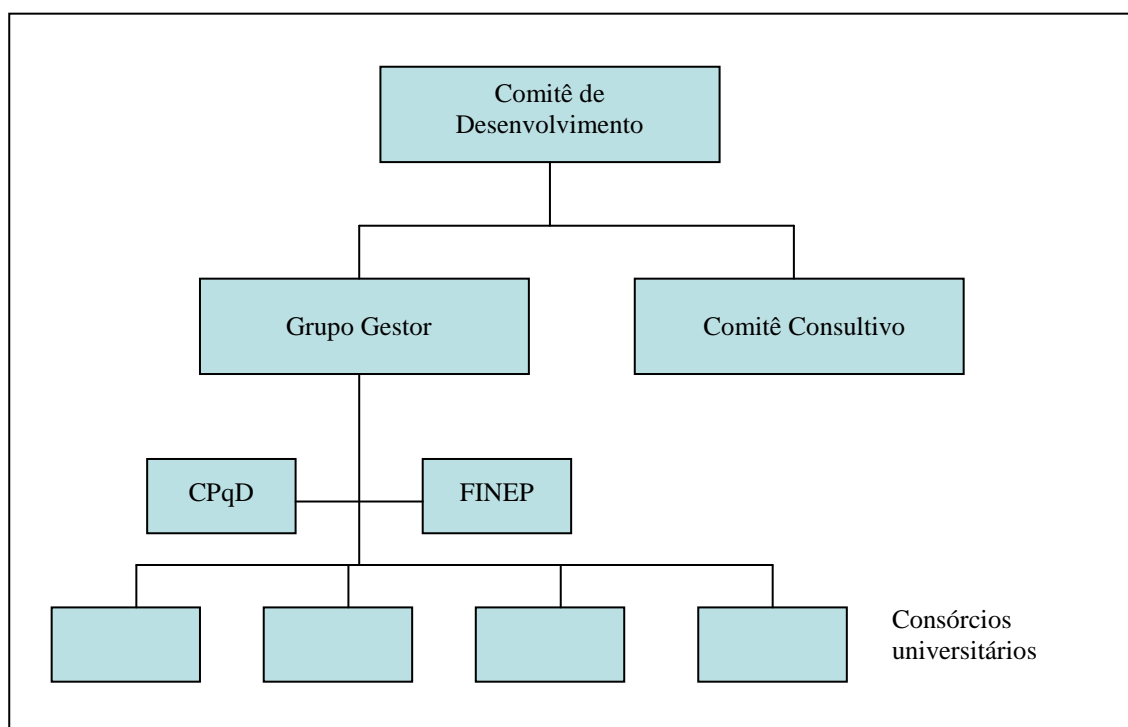 Comitê de
Desenvolvimento
Grupo Gestor
Comitê Consultivo
CPqD
FINEP
Consórcios
universitários